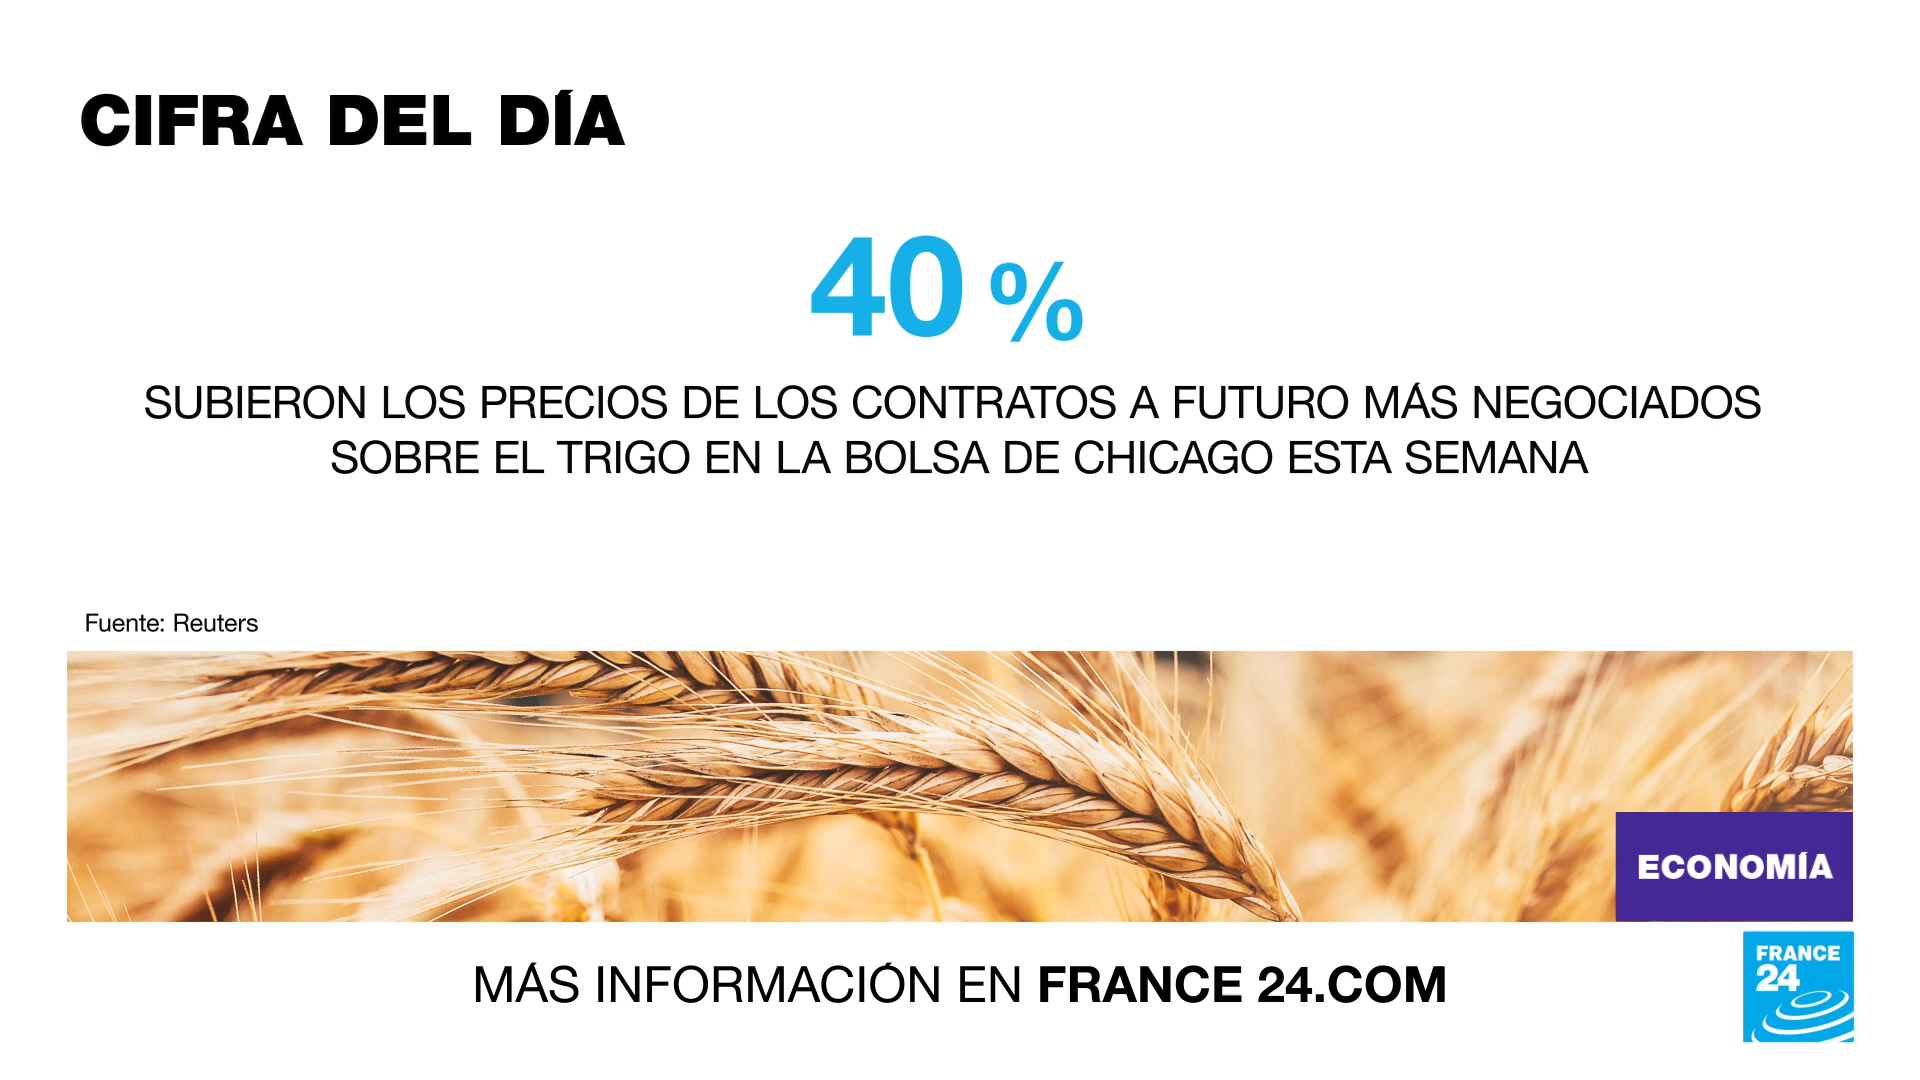 CIFRA DEL DÍA
40 %
SUBIERON LOS PRECIOS DE LOS CONTRATOS A FUTURO MÁS NEGOCIADOS
SOBRE EL TRIGO EN LA BOLSA DE CHICAGO ESTA SEMANA
Fuente: Reuters
ECONOMÍA
MÁS INFORMACIÓN EN FRANCE 24.COM
FRANCE
24